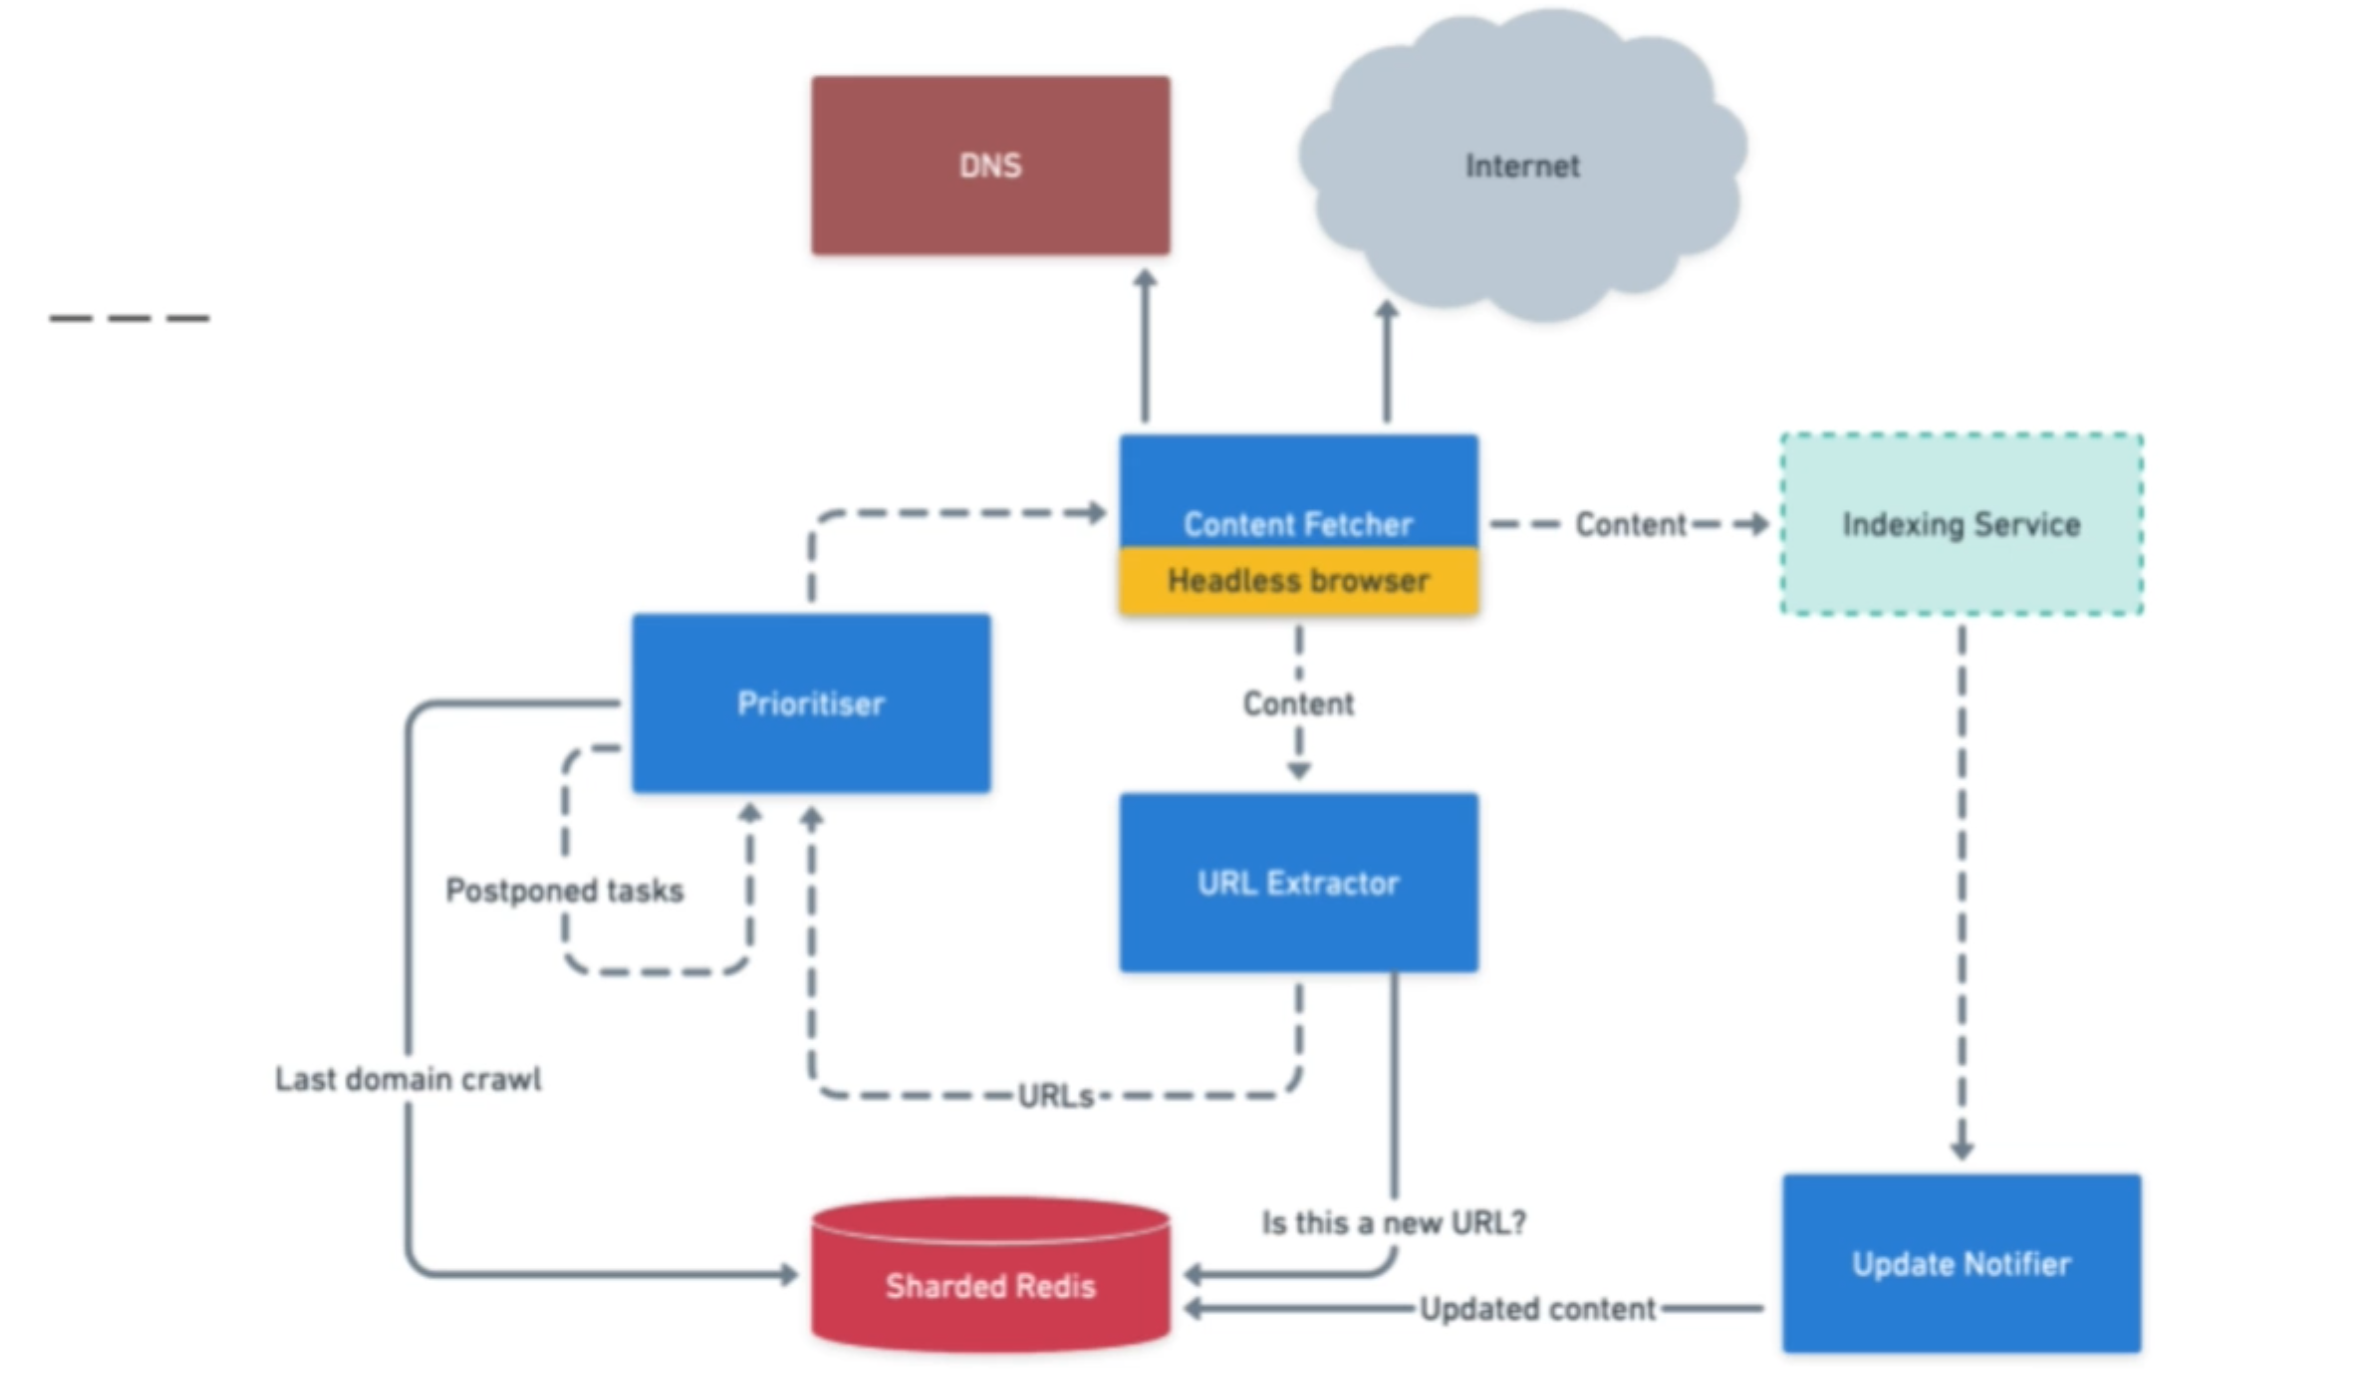 DNS
Internet
Content Fetcher
Headless browser
Content
Indexing Service
Prioritiser
Content
URL Extractor
Postponed tasks
Last domain crawl
URLs
Is this a new URL?
Sharded Redis
Update Notifier
Updated content